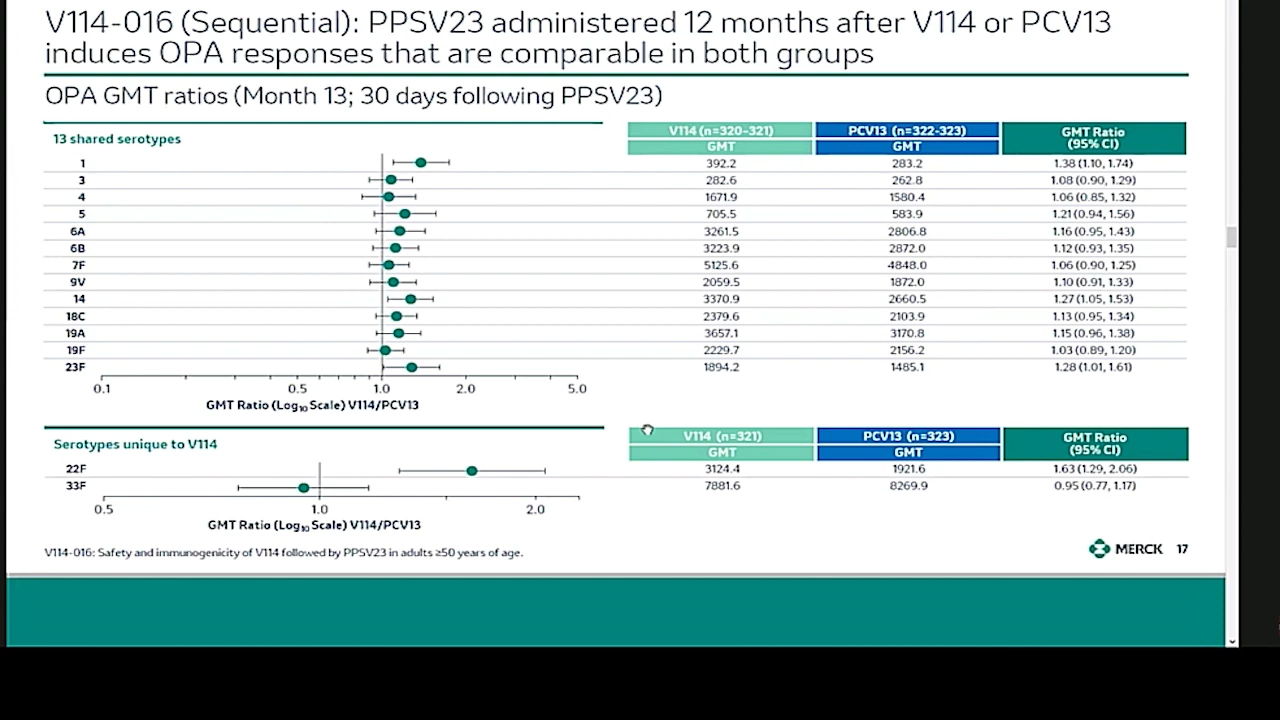 V114-016 (Sequential): PPSV23 administered 12 months after V114 or PCV13
induces OPA responses that are comparable in both groups
OPA GMT ratios (Month 13; 30 days following PPSV23)
13 shared serotypes
V114 (n=320-321) PCV13 (n=322-323) GMT Ratio
(95% CI)
GMT GMT
1 392.2 283.2 1.38 (1.10, 1.74)
3 282.6 262.8 1.08 (0.90, 1.29)
4 1671.9 1580.4 1.06 (0.85, 1.32)
5 705.5 583.9 1.21 (0.94, 1.56)
6A 3261.5 2806.8 1.16 (0.95, 1.43)
6B 3223.9 2872.0 1.12 (0.93, 1.35)
7F 5125.6 4848.0 1.06 (0.90, 1.25)
9V 2059.5 1872.0 1.10 (0.91, 1.33)
14 3370.9 2660.5 1.27 (1.05, 1.53)
18C 2379.6 2103.9 1.13 (0.95, 1.34)
19A 3657.1 3170.8 1.15 (0.96, 1.38)
19F 2229.7 2156.2 1.03 (0.89, 1.20)
23F 1894.2 1485.1 1.28 (1.01, 1.61)
0.1 0.5 1.0 2.0 5.0
GMT Ratio (Log10 Scale) V114/PCV13
Serotypes unique to V114
V114 (n=321) PCV13 (n=323) GMT Ratio
(95% CI)
GMT GMT
22F 3124.4 1921.6 1.63 (1.29, 2.06)
33F 7881.6 8269.9 0.95 (0.77, 1.17)
0.5 1.0 2.0
GMT Ratio (Log10 Scale) V114/PCV13
V114-016: Safety and immunogenicity of V114 followed by PPSV23 in adults ≥50 years of age.
MERCK 17